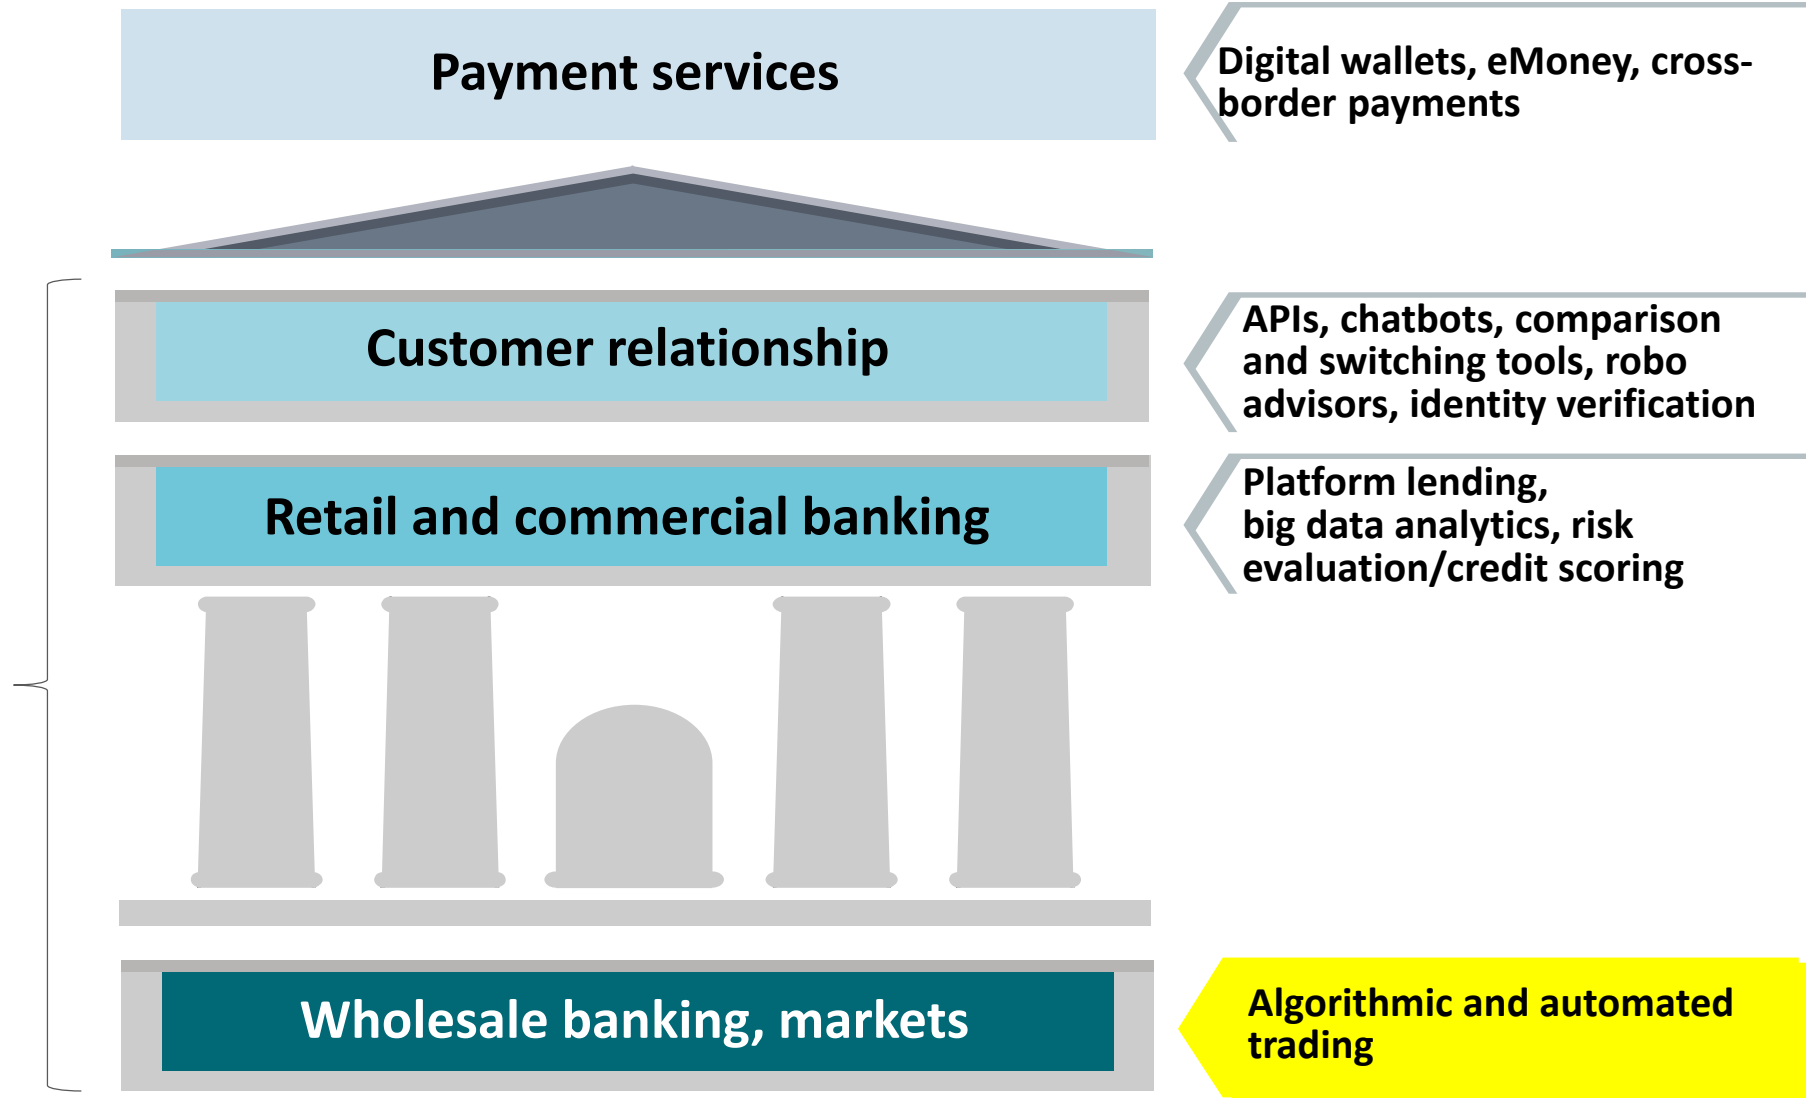 Payment services
Digital wallets, eMoney, cross-
border payments
Customer relationship
APIs, chatbots, comparison
and switching tools, robo
advisors, identity verification
Retail and commercial banking
Platform lending,
big data analytics, risk
evaluation/credit scoring
Wholesale banking, markets
Algorithmic and automated
trading